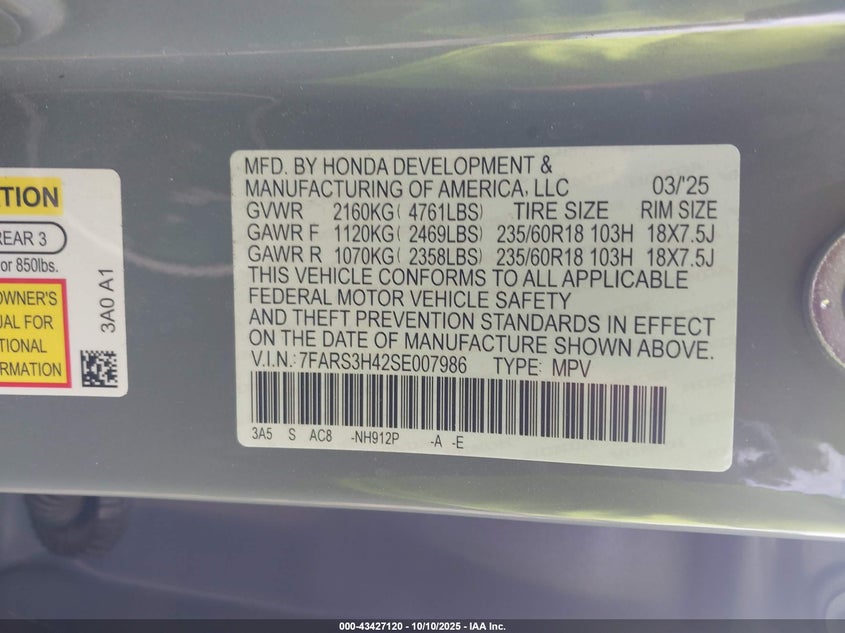 TION
REAR 3
or 850lbs.
OWNER'S
UAL FOR
TIONAL
FORMATION
3A0 A1
MFD. BY HONDA DEVELOPMENT &
MANUFACTURING OF AMERICA, LLC 03/'25
GVWR 2160KG( 4761LBS) TIRE SIZE RIM SIZE
GAWR F 1120KG( 2469LBS) 235/60R18 103H 18X7.5J
GAWR R 1070KG( 2358LBS) 235/60R18 103H 18X7.5J
THIS VEHICLE CONFORMS TO ALL APPLICABLE
FEDERAL MOTOR VEHICLE SAFETY
AND THEFT PREVENTION STANDARDS IN EFFECT
ON THE DATE OF MANUFACTURE SHOWN ABOVE.
V.I.N.: 7FARS3H42SE007986 TYPE: MPV
3A5 S AC8 -NH912P -A -E
000-43427120 | 10/10/2025 - IAA Inc.